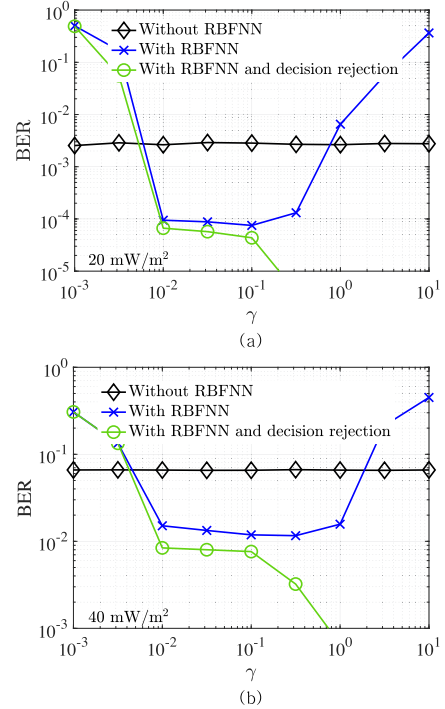 10^0
Without RBFNN
With RBFNN
With RBFNN and decision rejection
10^-1
10^-2
BER
10^-3
10^-4
20 mW/m²
10^-5
10^-3 10^-2 10^-1 10^0 10^1
γ
(a)
10^0
Without RBFNN
With RBFNN
With RBFNN and decision rejection
10^-1
BER
10^-2
40 mW/m²
10^-3
10^-3 10^-2 10^-1 10^0 10^1
γ
(b)